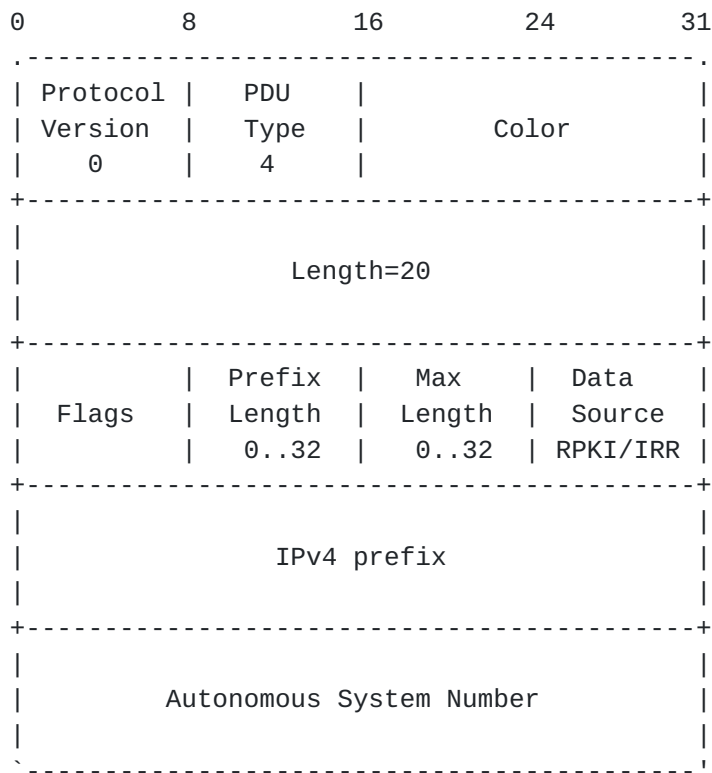 0          8          16         24        31
.-------------------------------------------.
| Protocol |   PDU    |                     |
| Version  |   Type   |        Color        |
|    0     |    4     |                     |
+-------------------------------------------+
|                                           |
|                 Length=20                 |
|                                           |
+-------------------------------------------+
|          |  Prefix  |   Max    |  Data    |
|  Flags   |  Length  |  Length  |  Source  |
|          |   0..32  |   0..32  | RPKI/IRR |
+-------------------------------------------+
|                                           |
|                IPv4 prefix                |
|                                           |
+-------------------------------------------+
|                                           |
|         Autonomous System Number          |
|                                           |
`-------------------------------------------'